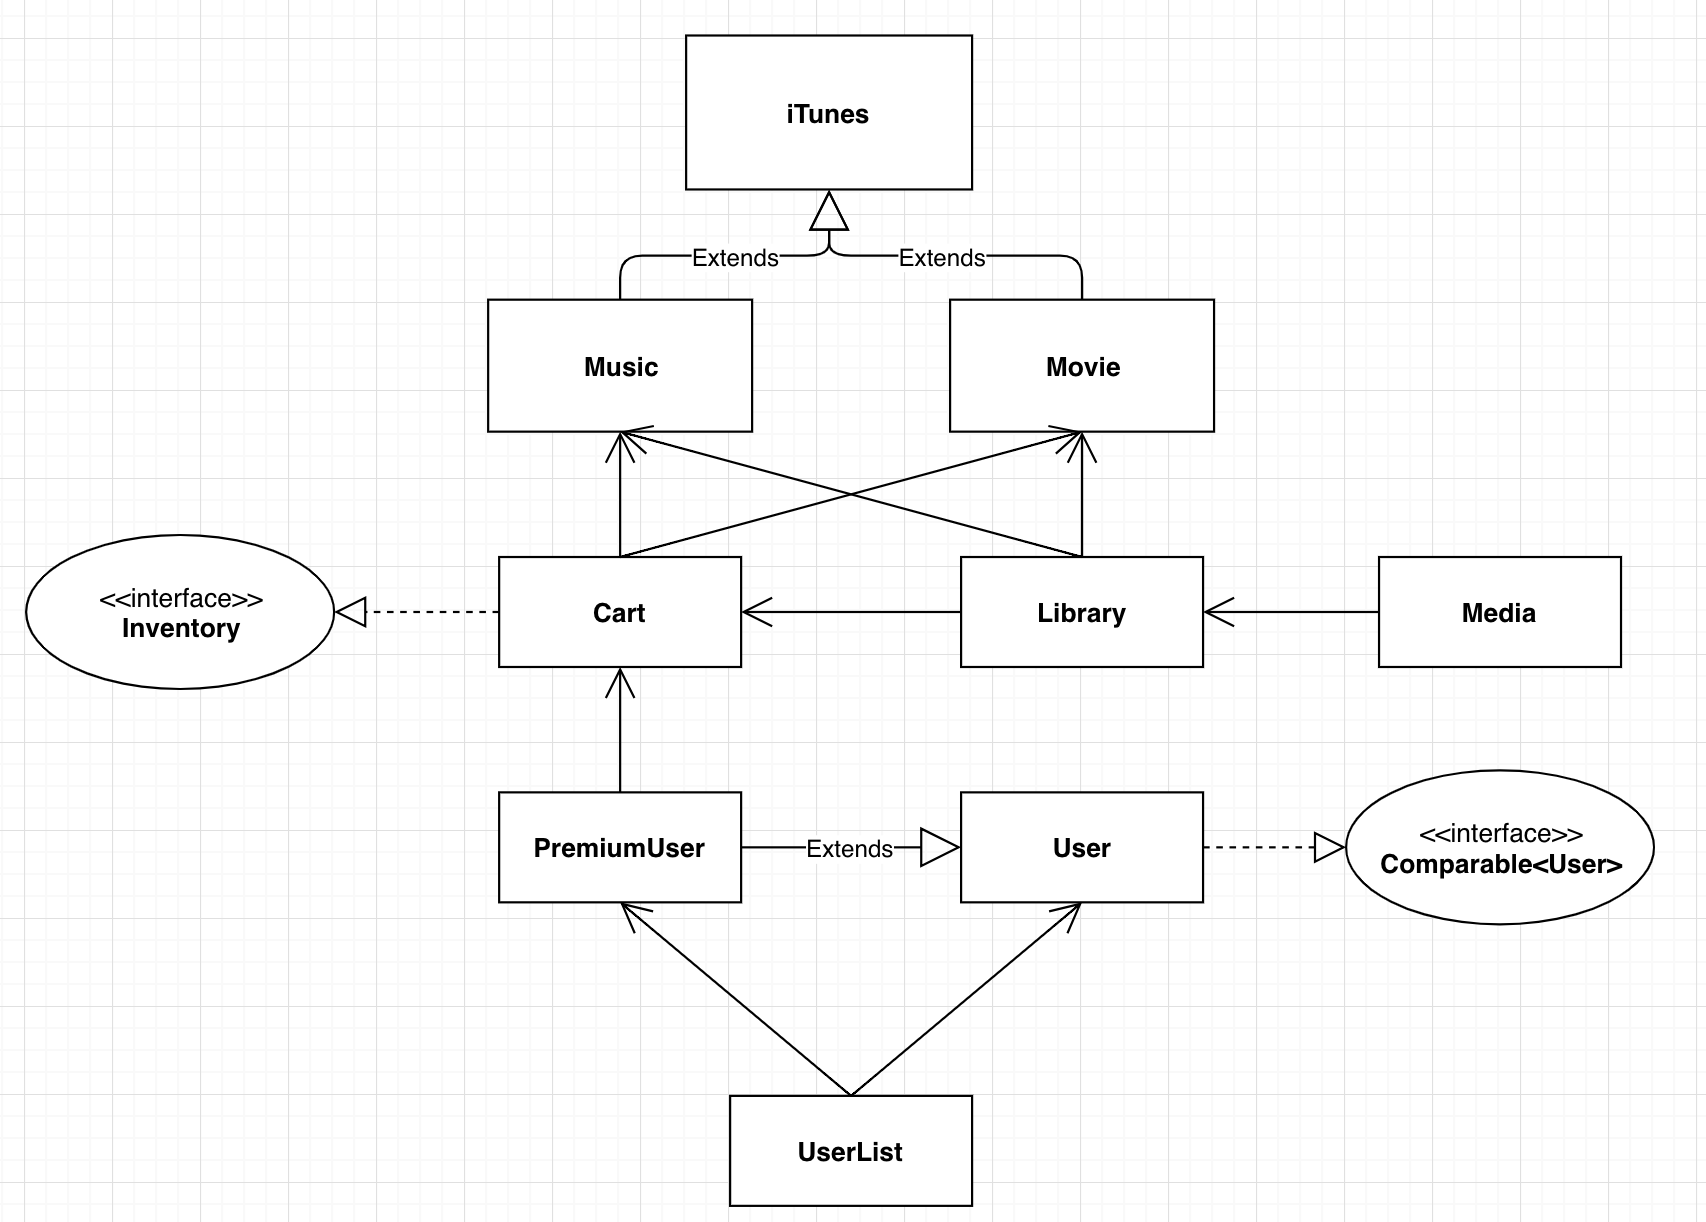 iTunes
Extends
Extends
Music
Movie
<<interface>>
Inventory
Cart
Library
Media
PremiumUser
Extends
User
<<interface>>
Comparable<User>
UserList